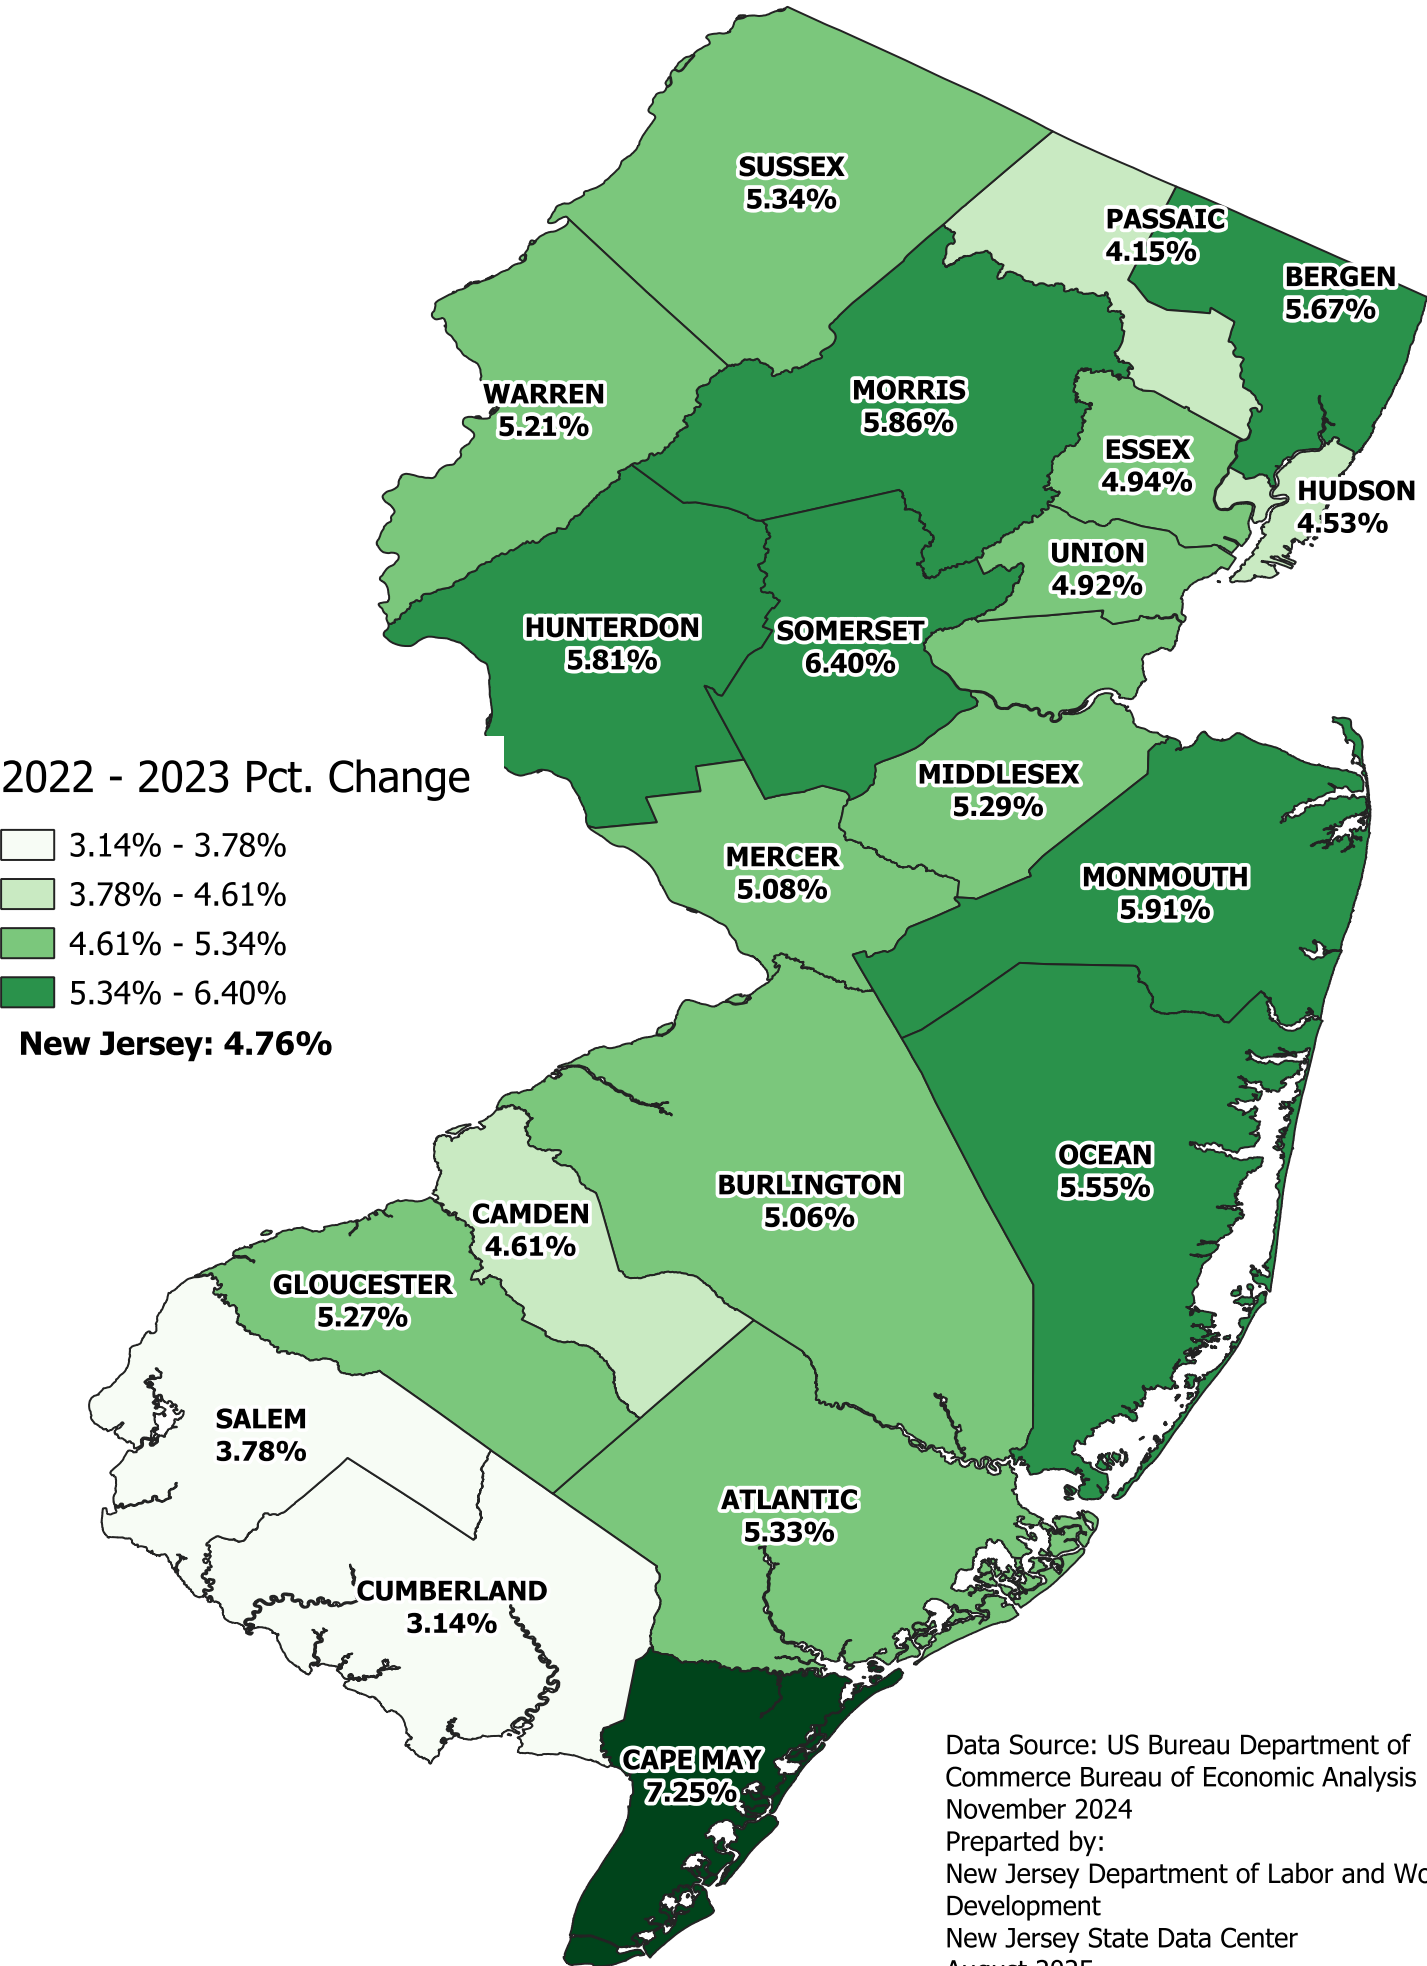 SUSSEX
5.34%
PASSAIC
4.15%
BERGEN
5.67%
WARREN
5.21%
MORRIS
5.86%
ESSEX
4.94%
HUDSON
4.53%
UNION
4.92%
HUNTERDON
5.81%
SOMERSET
6.40%
MIDDLESEX
5.29%
MERCER
5.08%
MONMOUTH
5.91%
2022 - 2023 Pct. Change
3.14% - 3.78%
3.78% - 4.61%
4.61% - 5.34%
5.34% - 6.40%
New Jersey: 4.76%
OCEAN
5.55%
BURLINGTON
5.06%
CAMDEN
4.61%
GLOUCESTER
5.27%
SALEM
3.78%
ATLANTIC
5.33%
CUMBERLAND
3.14%
CAPE MAY
7.25%
Data Source: US Bureau Department of
Commerce Bureau of Economic Analysis
November 2024
Preparted by:
New Jersey Department of Labor and Wo
Development
New Jersey State Data Center
August 2025